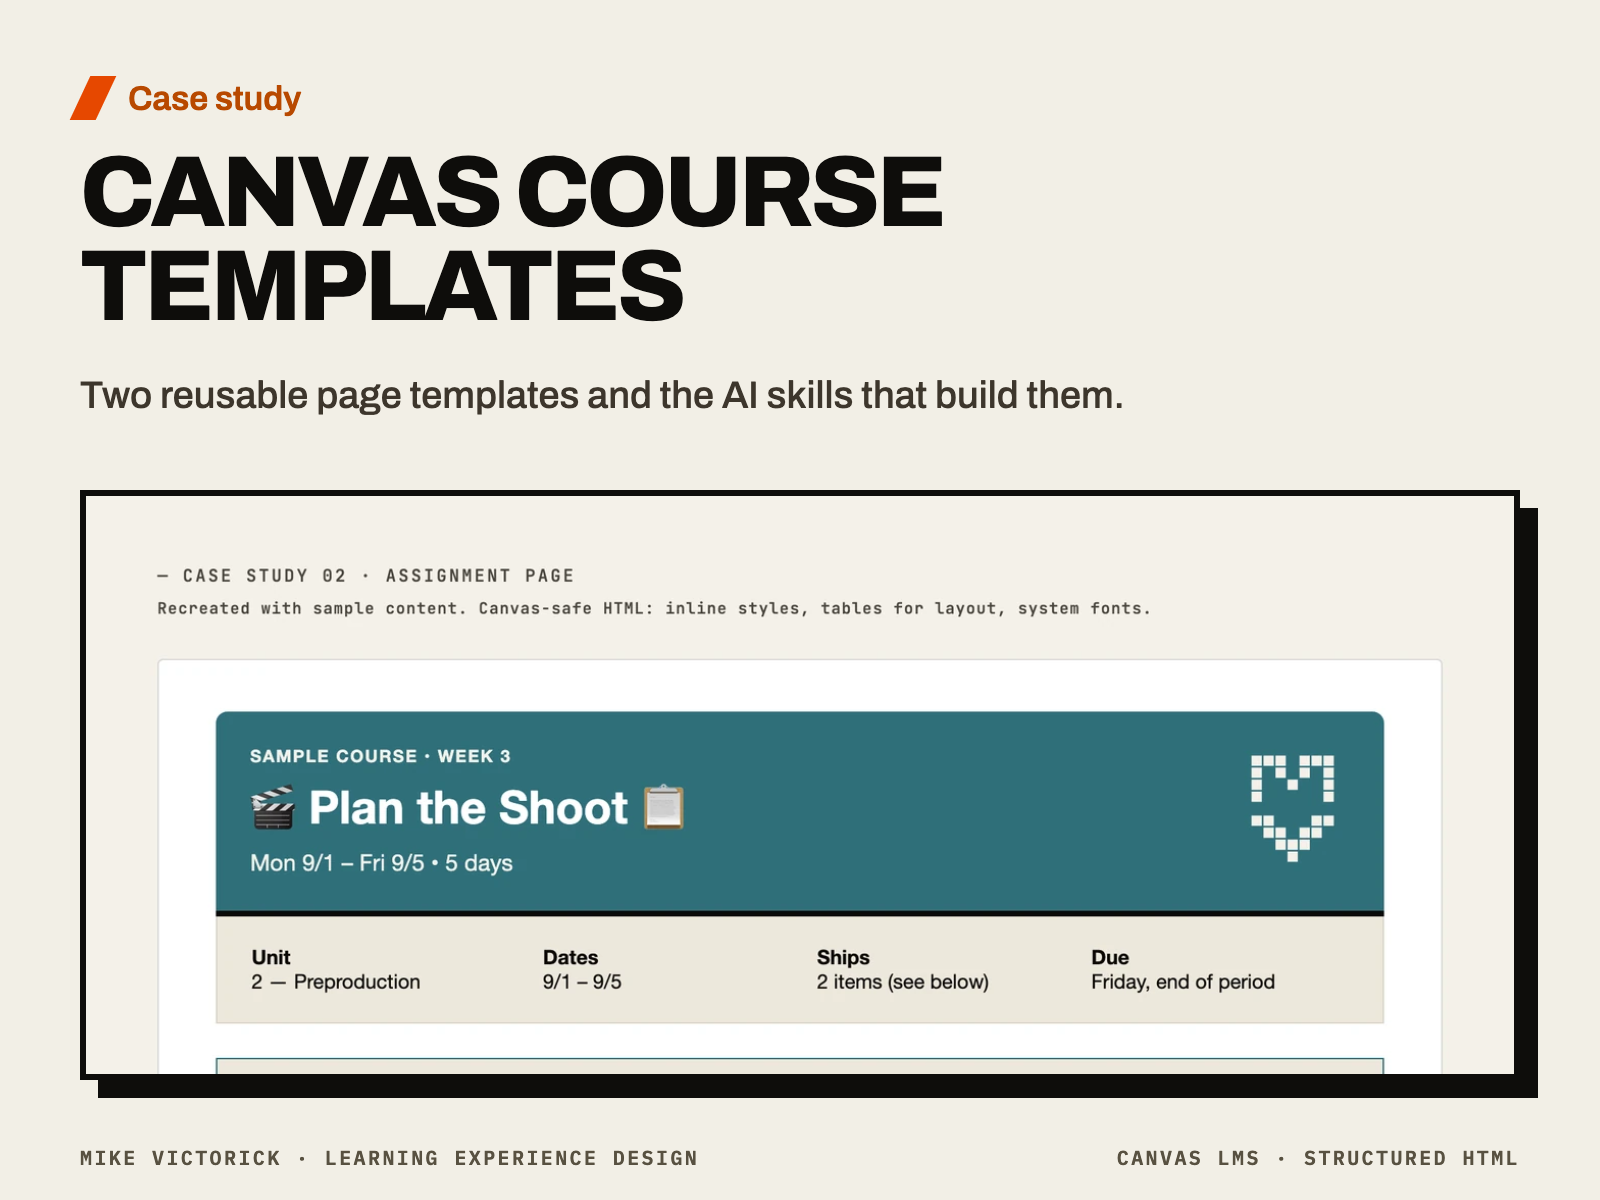 Case study
CANVAS COURSE
TEMPLATES
Two reusable page templates and the AI skills that build them.
— CASE STUDY 02 · ASSIGNMENT PAGE
Recreated with sample content. Canvas-safe HTML: inline styles, tables for layout, system fonts.
SAMPLE COURSE · WEEK 3
🎬 Plan the Shoot 📋
Mon 9/1 – Fri 9/5 • 5 days
Unit Dates Ships Due
2 — Preproduction 9/1 – 9/5 2 items (see below) Friday, end of period
MIKE VICTORICK · LEARNING EXPERIENCE DESIGN CANVAS LMS · STRUCTURED HTML